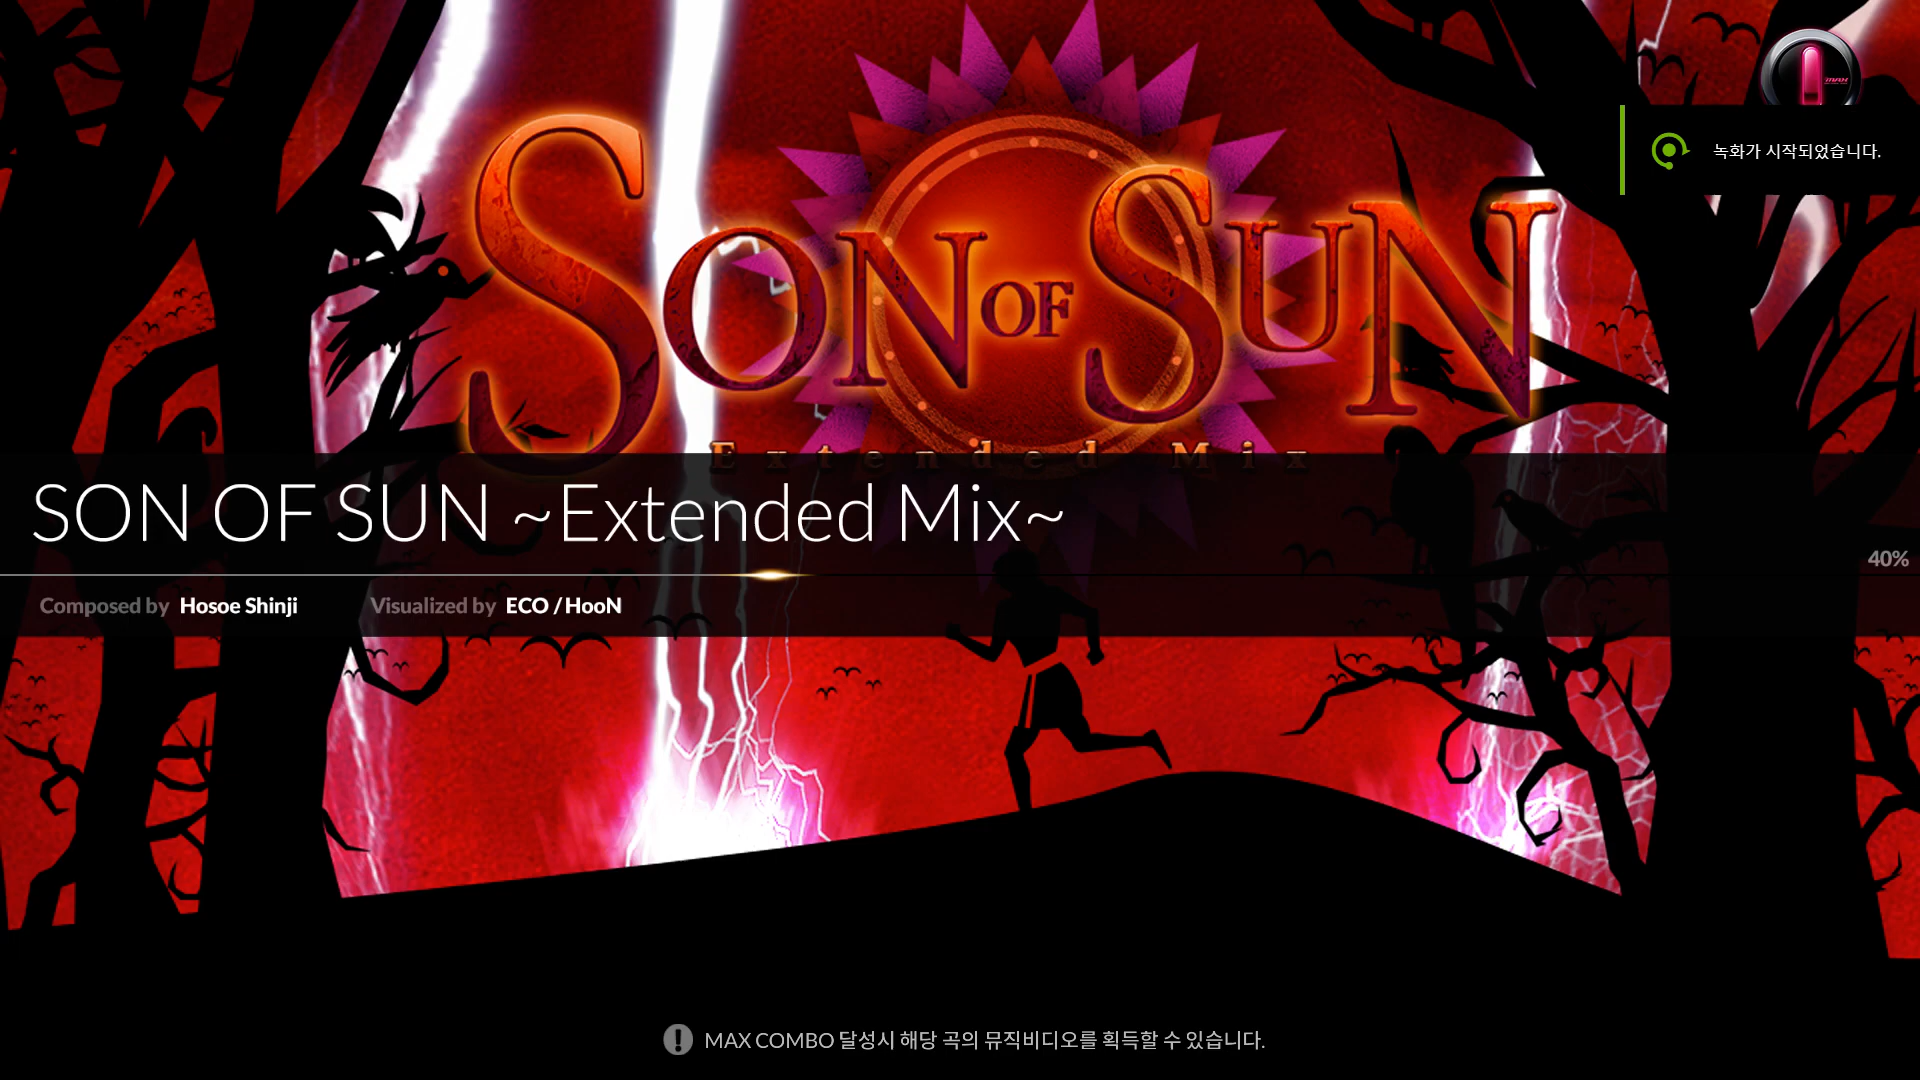 SON OF SUN
Extended Mix
MAX
녹화가 시작되었습니다.
SON OF SUN ~Extended Mix~
40%
Composed by Hosoe Shinji Visualized by ECO / HooN
MAX COMBO 달성시 해당 곡의 뮤직비디오를 획득할 수 있습니다.